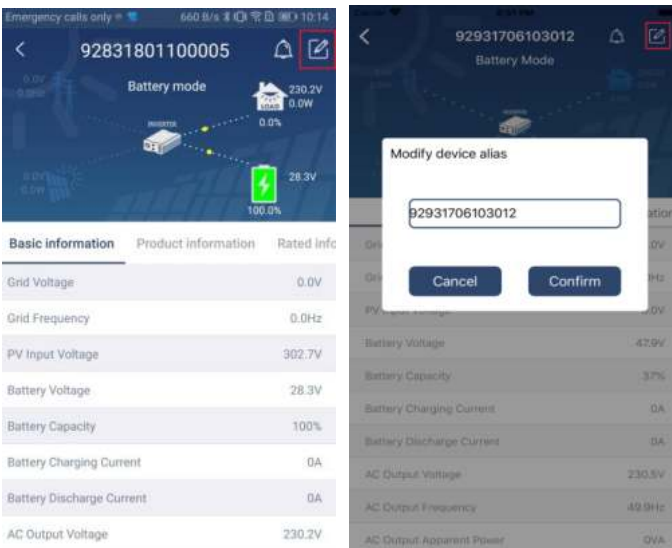 Emergency calls only
660 B/s
10:14
92831801100005
Battery mode
230.2V
LOAD 0.0W
INVERTER
0.0%
28.3V
100.0%
Basic information Product information Rated info
Grid Voltage 0.0V
Grid Frequency 0.0Hz
PV Input Voltage 302.7V
Battery Voltage 28.3V
Battery Capacity 100%
Battery Charging Current 0A
Battery Discharge Current 0A
AC Output Voltage 230.2V
92931706103012
Battery Mode
Modify device alias
92931706103012
Cancel Confirm
Battery Voltage 47.9V
Battery Capacity 37%
Battery Charging Current 0A
Battery Discharge Current 0A
AC Output Voltage 230.5V
AC Output Frequency 49.9Hz
AC Output Apparent Power 0VA